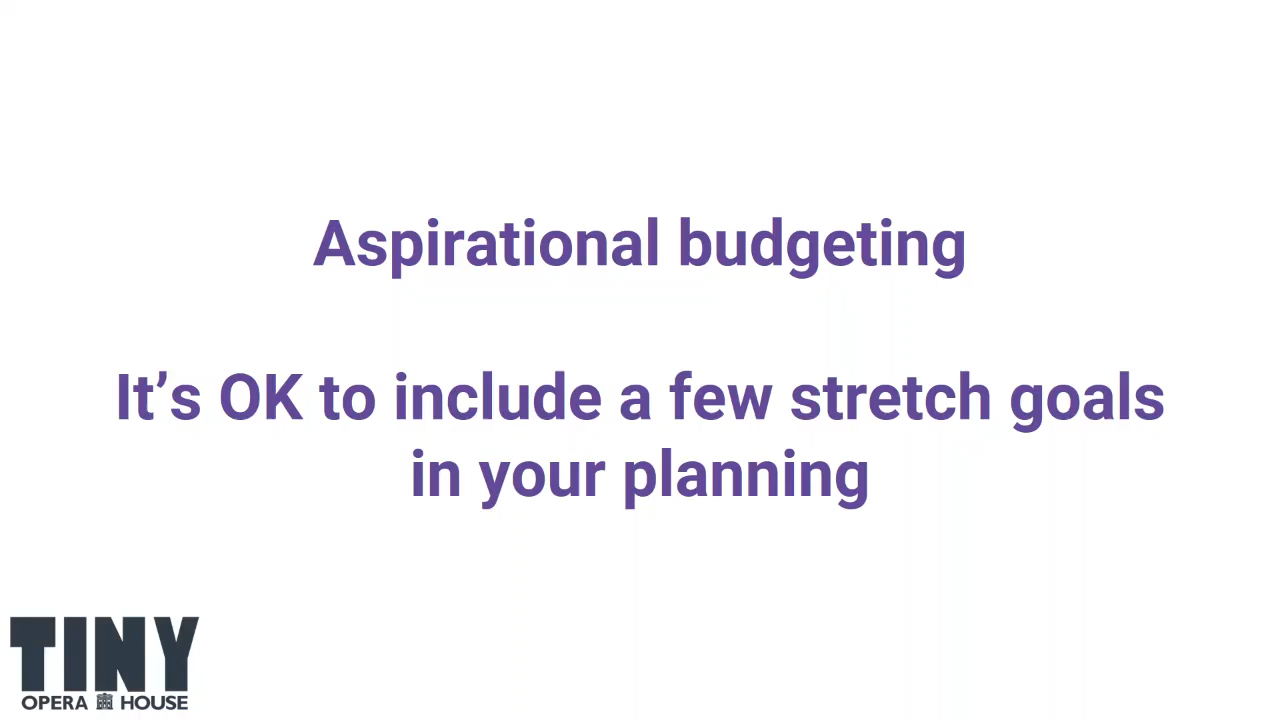 Aspirational budgeting
It’s OK to include a few stretch goals
in your planning
TINY
OPERA HOUSE